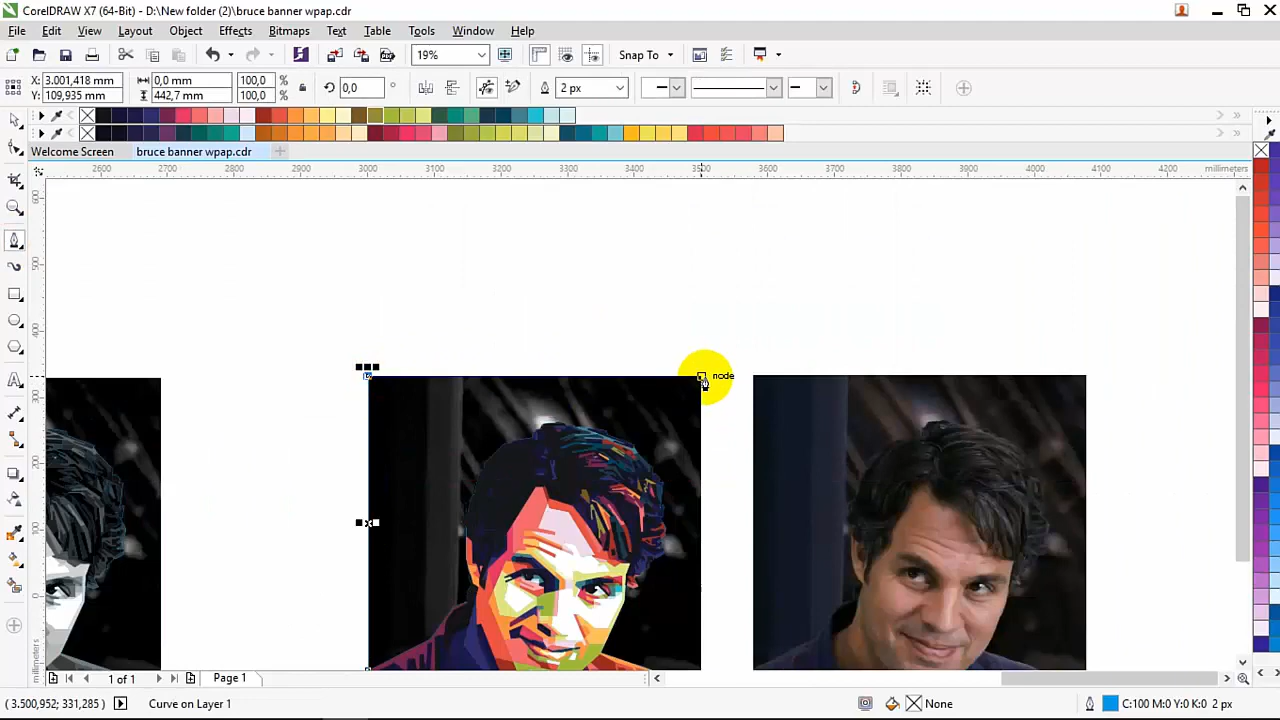 CorelDRAW X7 (64-Bit) - [D:\New folder (2)\bruce banner wpap.cdr
File Edit View Layout Object Effects Bitmaps Text Table Tools Window Help
19% Snap To
X: 3.001,418 mm 0,0 mm 100,0 % 0,0 2 px
Y: 109,935 mm 442,7 mm 100,0 %
Welcome Screen bruce banner wpap.cdr
2600 2700 2800 2900 3000 3100 3200 3300 3400 3500 3600 3700 3800 3900 4000 4100 4200 millimeters
node
millimeters
1 of 1 Page 1
( 3.500,952; 331,285 ) Curve on Layer 1 None C:100 M:0 Y:0 K:0 2 px